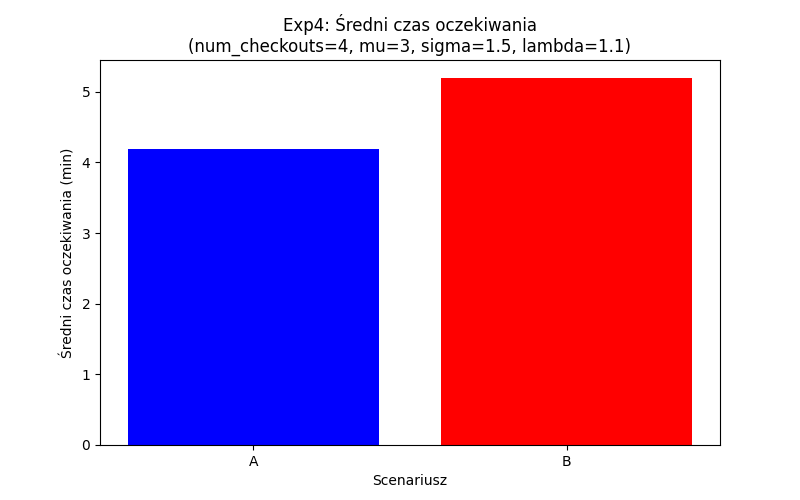 Exp4: Średni czas oczekiwania
(num_checkouts=4, mu=3, sigma=1.5, lambda=1.1)
Średni czas oczekiwania (min)
5
4
3
2
1
0
A
B
Scenariusz